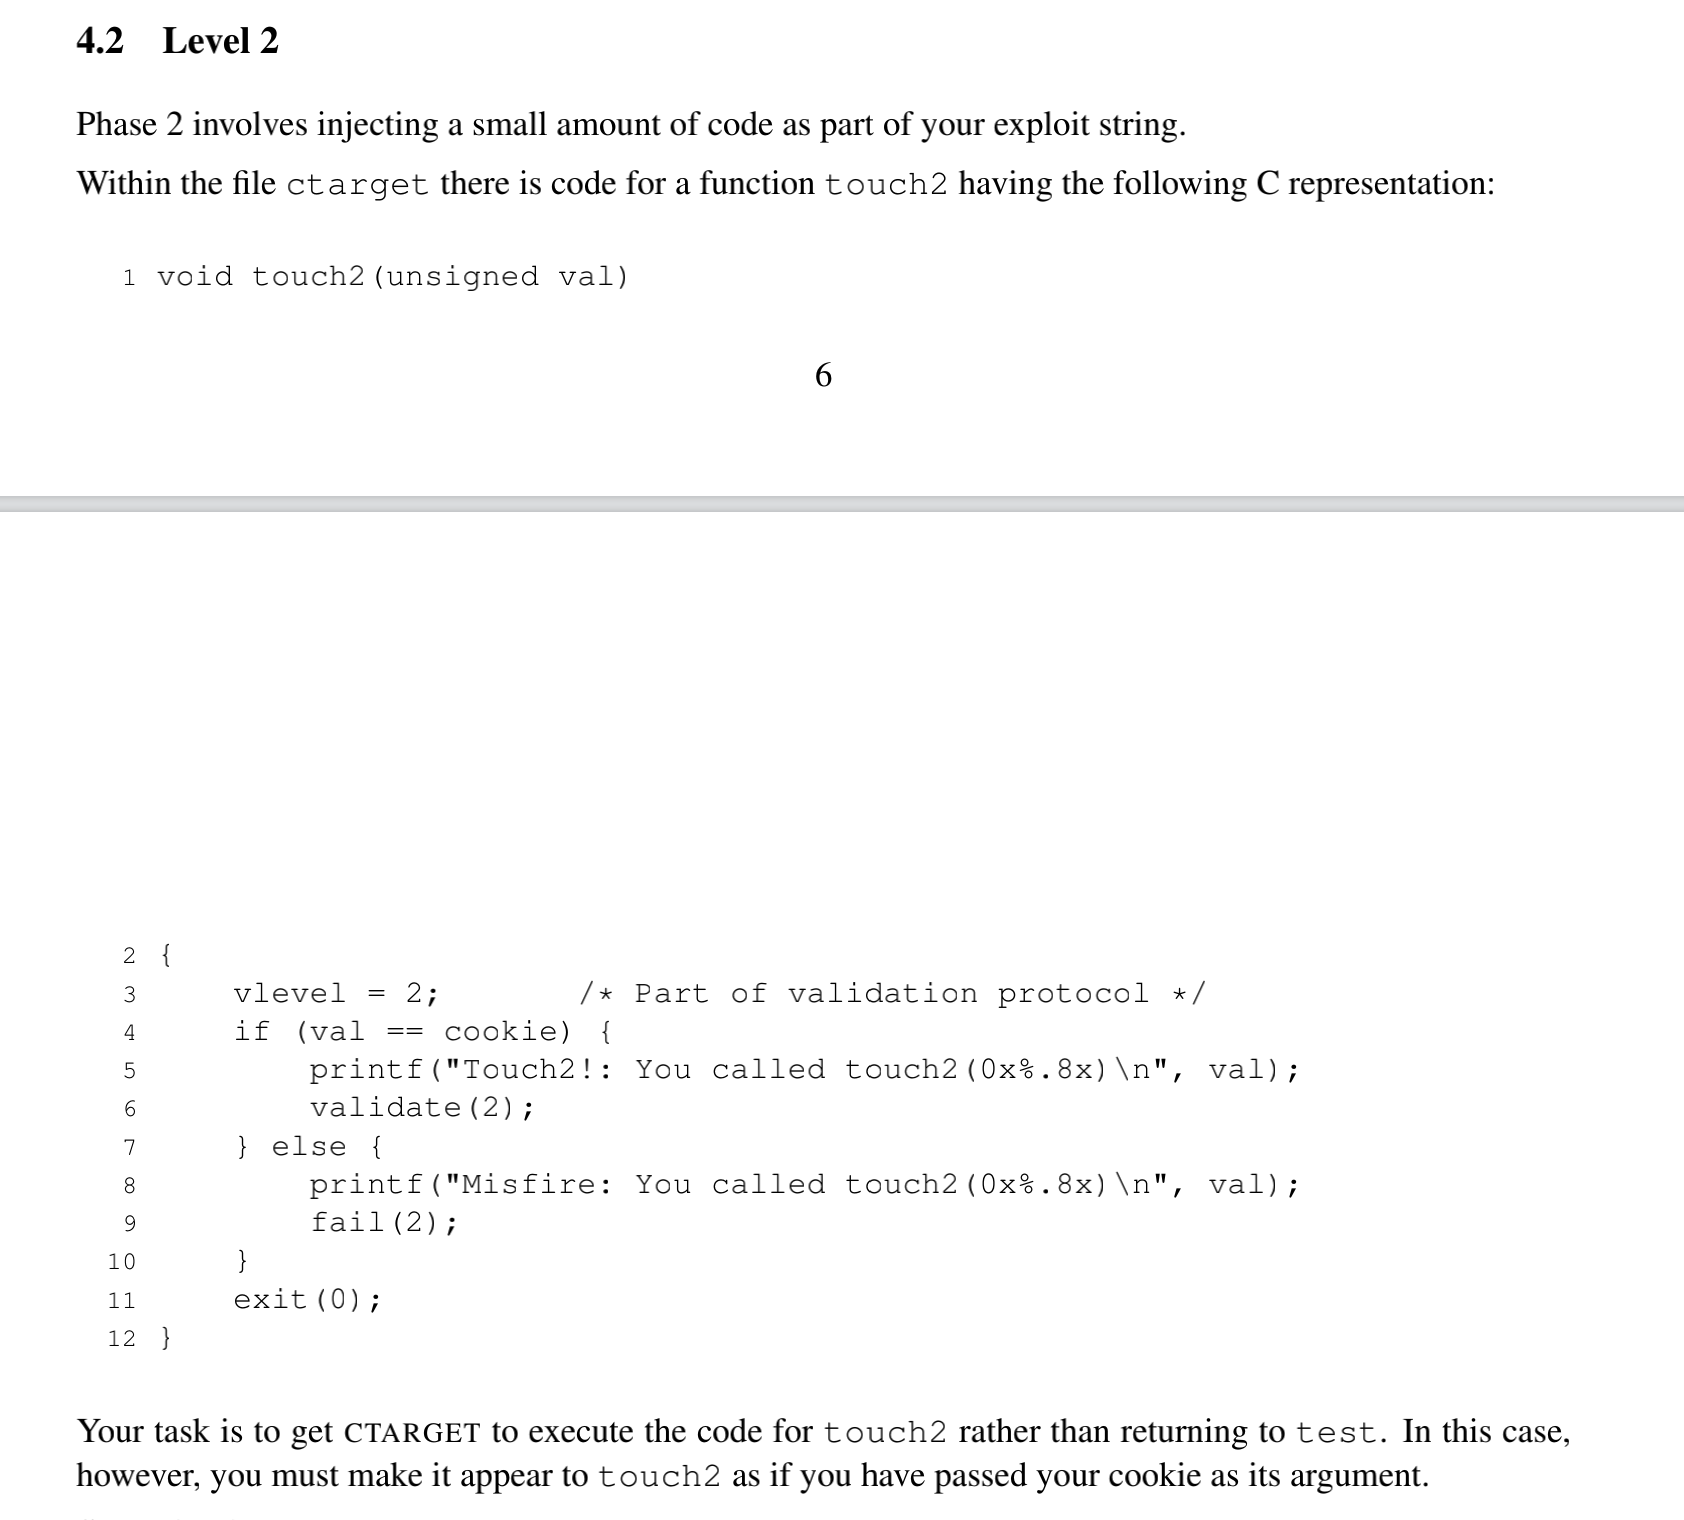 4.2 Level 2
Phase 2 involves injecting a small amount of code as part of your exploit string.
Within the file ctarget there is code for a function touch2 having the following C representation:
1 void touch2(unsigned val)
6
2 {
3     vlevel = 2;       /* Part of validation protocol */
4     if (val == cookie) {
5         printf("Touch2!: You called touch2(0x%.8x)\n", val);
6         validate(2);
7     } else {
8         printf("Misfire: You called touch2(0x%.8x)\n", val);
9         fail(2);
10     }
11     exit(0);
12 }
Your task is to get CTARGET to execute the code for touch2 rather than returning to test. In this case,
however, you must make it appear to touch2 as if you have passed your cookie as its argument.